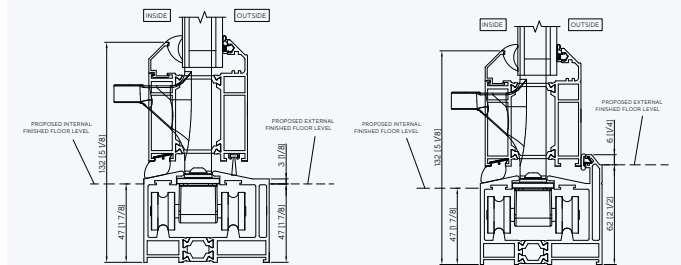 INSIDE
OUTSIDE
PROPOSED INTERNAL
FINISHED FLOOR LEVEL
PROPOSED EXTERNAL
FINISHED FLOOR LEVEL
132 [5 1/8]
47 [1 7/8]
3 [1/8]
47 [1 7/8]
INSIDE
OUTSIDE
PROPOSED INTERNAL
FINISHED FLOOR LEVEL
PROPOSED EXTERNAL
FINISHED FLOOR LEVEL
132 [5 1/8]
47 [1 7/8]
6 [1/4]
62 [2 1/2]